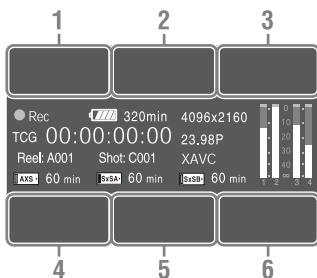 1 2 3
Rec 320min 4096x2160
TCG 00:00:00:00 23.98P
Reel: A001 Shot: C001 XAVC
AXS 60 min SxSA 60 min SxSB 60 min
0
10
20
30
40
∞
1 2 3 4
4 5 6